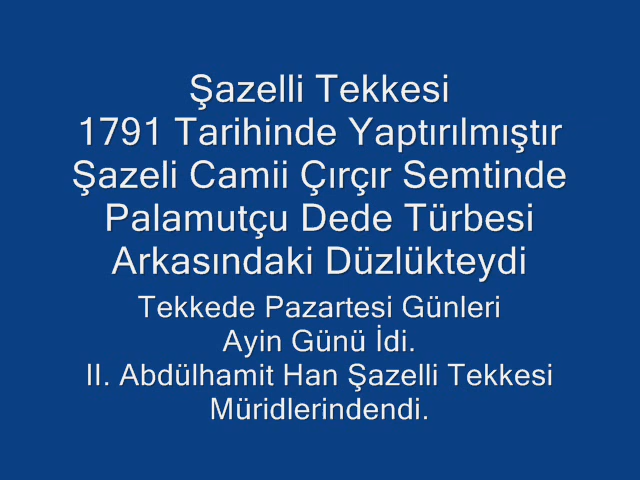 Şazelli Tekkesi
1791 Tarihinde Yaptırılmıştır
Şazeli Camii Çırçır Semtinde
Palamutçu Dede Türbesi
Arkasındaki Düzlükteydi
Tekkede Pazartesi Günleri
Ayin Günü İdi.
II. Abdülhamit Han Şazelli Tekkesi
Müridlerindendi.